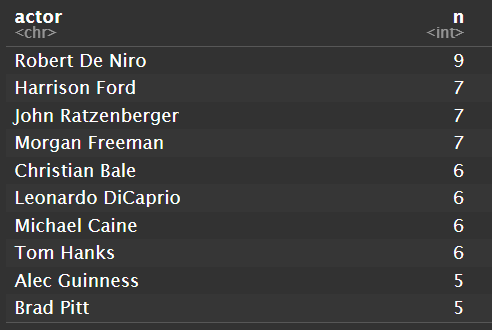 actor n
<chr> <int>
Robert De Niro 9
Harrison Ford 7
John Ratzenberger 7
Morgan Freeman 7
Christian Bale 6
Leonardo DiCaprio 6
Michael Caine 6
Tom Hanks 6
Alec Guinness 5
Brad Pitt 5